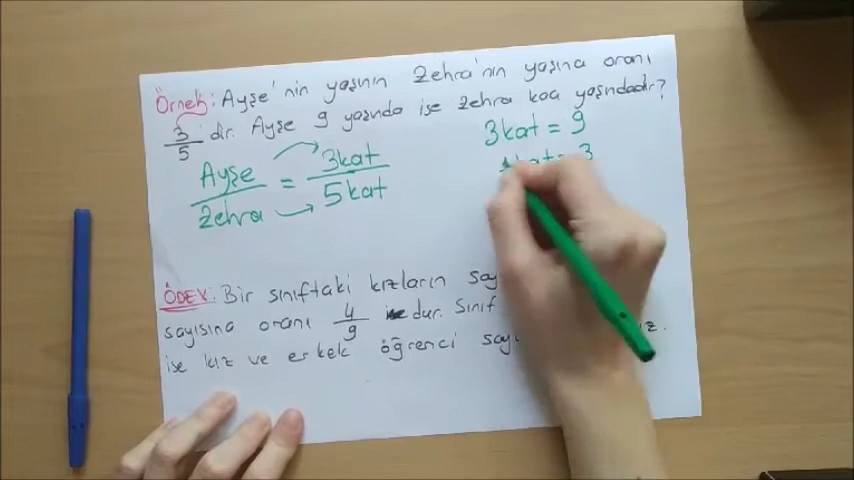 Örnek: Ayşe'nin yaşının Zehra'nın yaşına oranı
3/5 dir. Ayşe 9 yaşında ise Zehra kaç yaşındadır?
Ayşe/Zehra = 3kat/5kat
3kat = 9
3
ÖDEV: Bir sınıftaki kızların
sayısına oranı 4/9 dur. Sınıf
ise kız ve erkek öğrenci